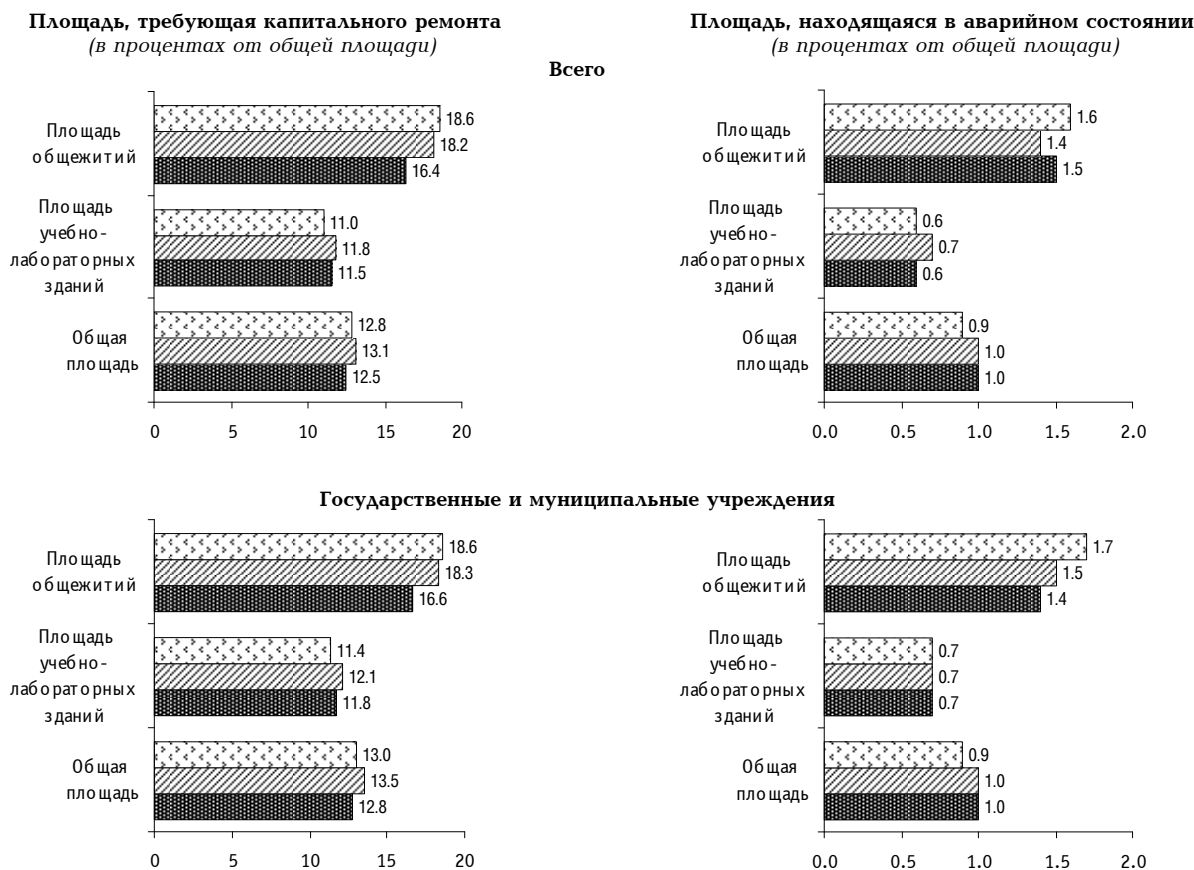 Площадь, требующая капитального ремонта
(в процентах от общей площади)
Площадь, находящаяся в аварийном состоянии
(в процентах от общей площади)
Всего
Площадь
общежитий
18.6
18.2
16.4
Площадь
учебно-
лабораторных
зданий
11.0
11.8
11.5
Общая
площадь
12.8
13.1
12.5
0 5 10 15 20
Площадь
общежитий
1.6
1.4
1.5
Площадь
учебно-
лабораторных
зданий
0.6
0.7
0.6
Общая
площадь
0.9
1.0
1.0
0.0 0.5 1.0 1.5 2.0
Государственные и муниципальные учреждения
Площадь
общежитий
18.6
18.3
16.6
Площадь
учебно-
лабораторных
зданий
11.4
12.1
11.8
Общая
площадь
13.0
13.5
12.8
0 5 10 15 20
Площадь
общежитий
1.7
1.5
1.4
Площадь
учебно-
лабораторных
зданий
0.7
0.7
0.7
Общая
площадь
0.9
1.0
1.0
0.0 0.5 1.0 1.5 2.0